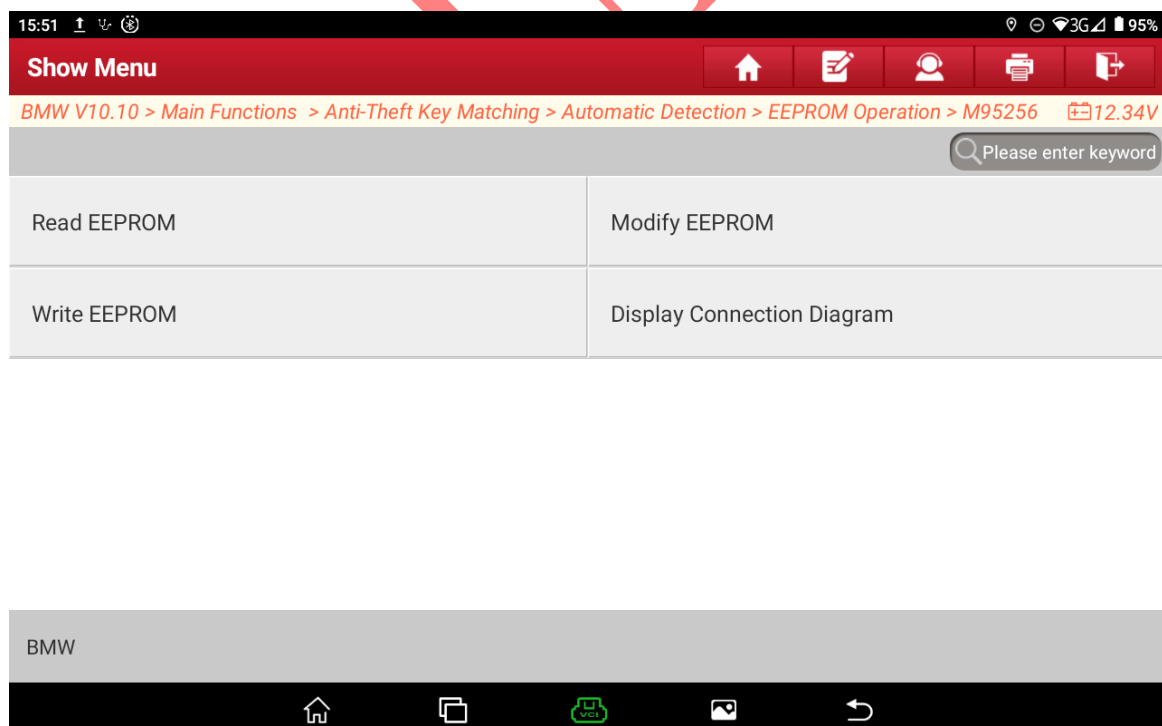 15:51 3G 95%
Show Menu
BMW V10.10 > Main Functions > Anti-Theft Key Matching > Automatic Detection > EEPROM Operation > M95256 12.34V
Please enter keyword
Read EEPROM
Modify EEPROM
Write EEPROM
Display Connection Diagram
BMW
VCI